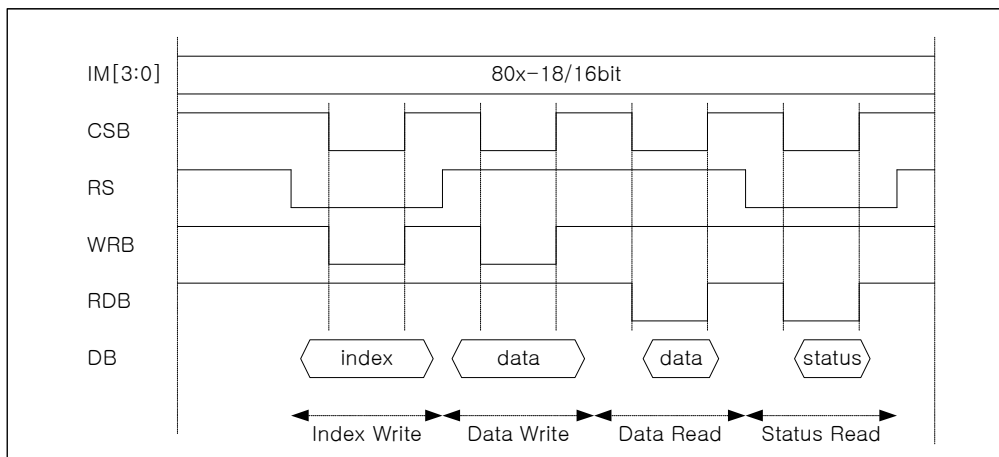 IM[3:0] 80x-18/16bit
CSB
RS
WRB
RDB
DB index data data status
Index Write Data Write Data Read Status Read